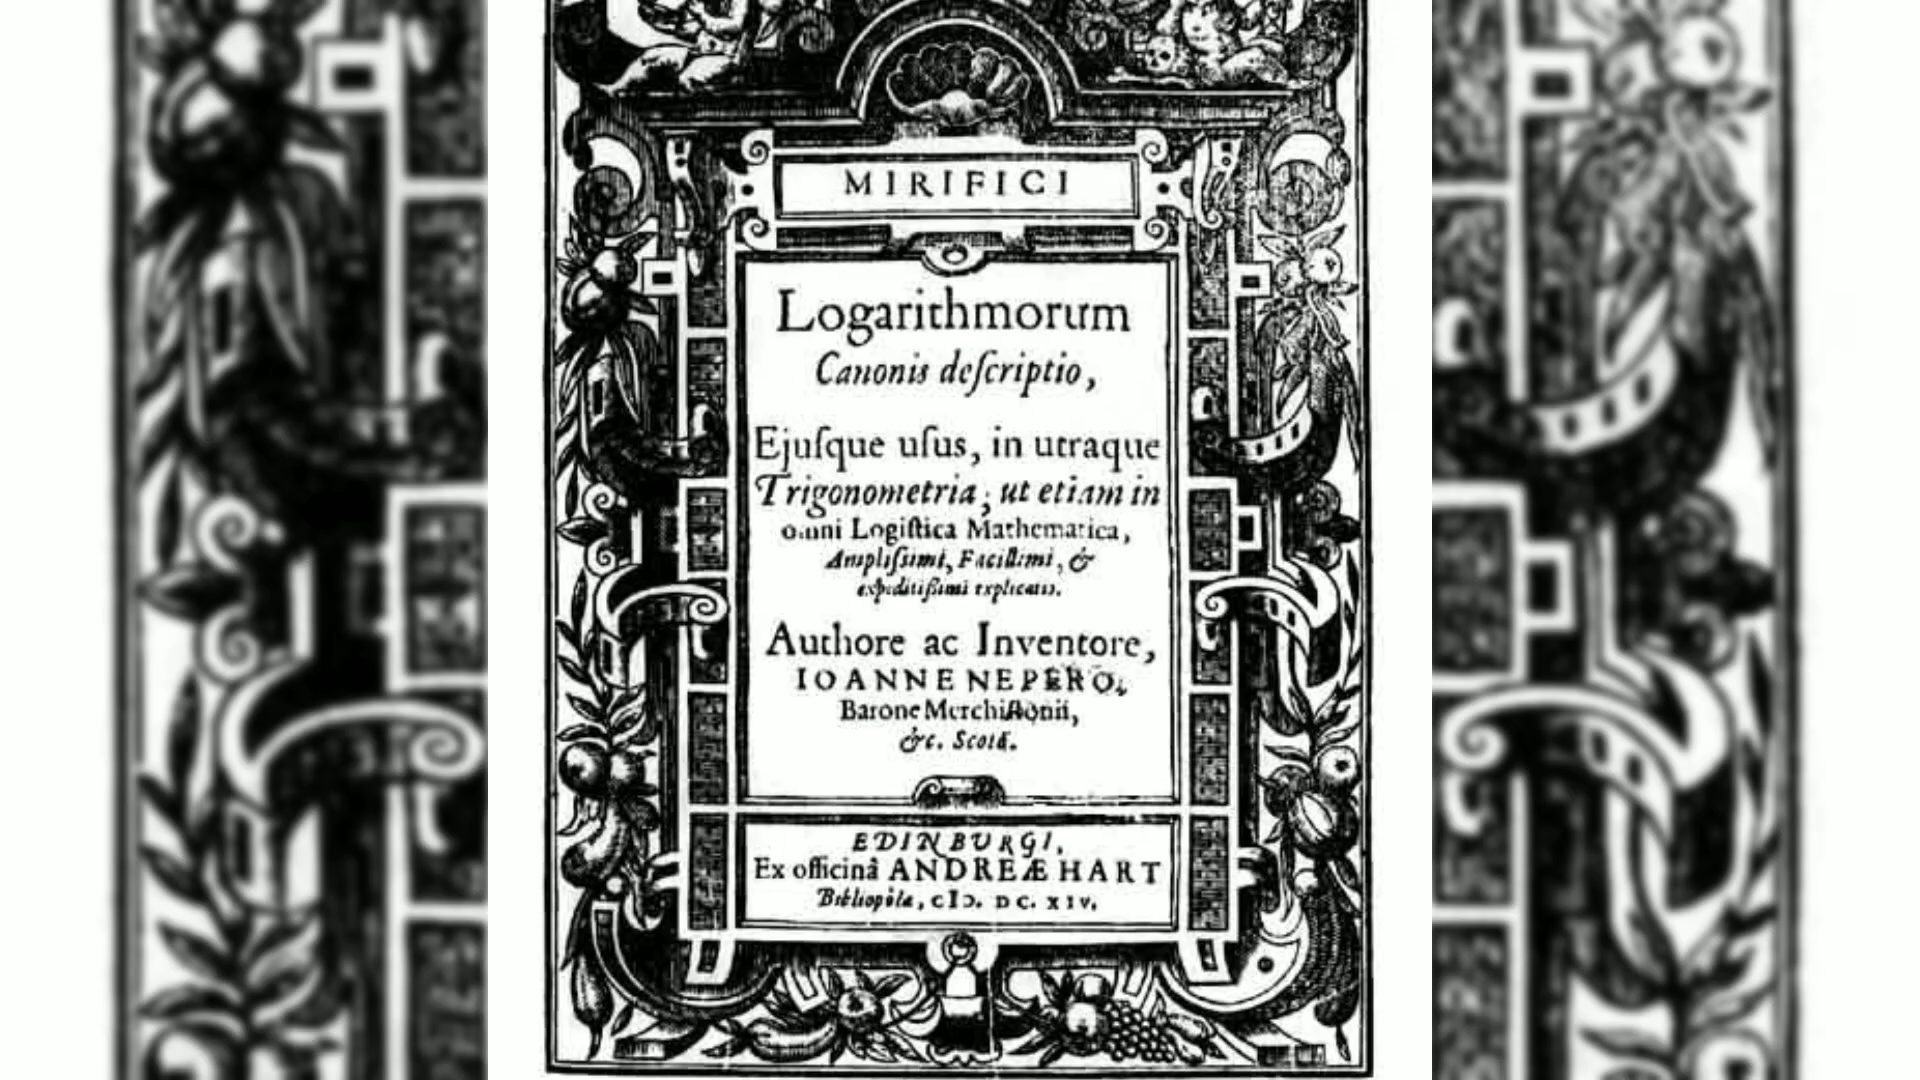 MIRIFICI
Logarithmorum
Canonis deſcriptio,
Ejuſque uſus, in utraque
Trigonometria; ut etiam in
omni Logiſtica Mathematica,
Ampliſsimi, Facillimi, &
expeditiſsimi explicatio.
Authore ac Inventore,
IOANNE NEPERO,
Barone Merchiſtonii,
&c. Scoto.
EDINBURGI,
Ex officinâ ANDREÆ HART
Bibliopolæ, CIↃ. DC. XIV.